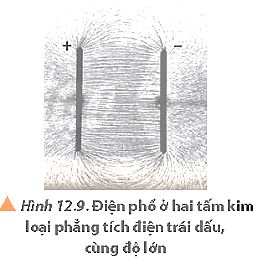 + −
Hình 12.9. Điện phổ ở hai tấm kim
loại phẳng tích điện trái dấu,
cùng độ lớn